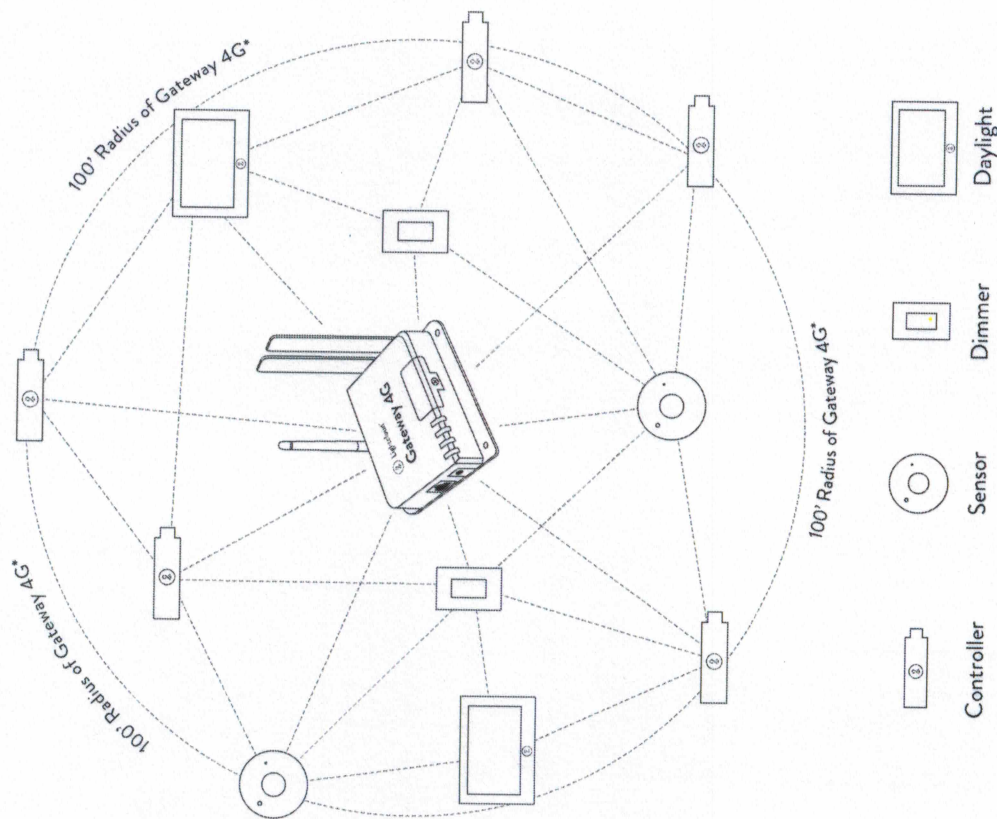 100' Radius of Gateway 4G*
100' Radius of Gateway 4G*
Gateway 4G
100' Radius of Gateway 4G*
Controller
Sensor
Dimmer
Daylight